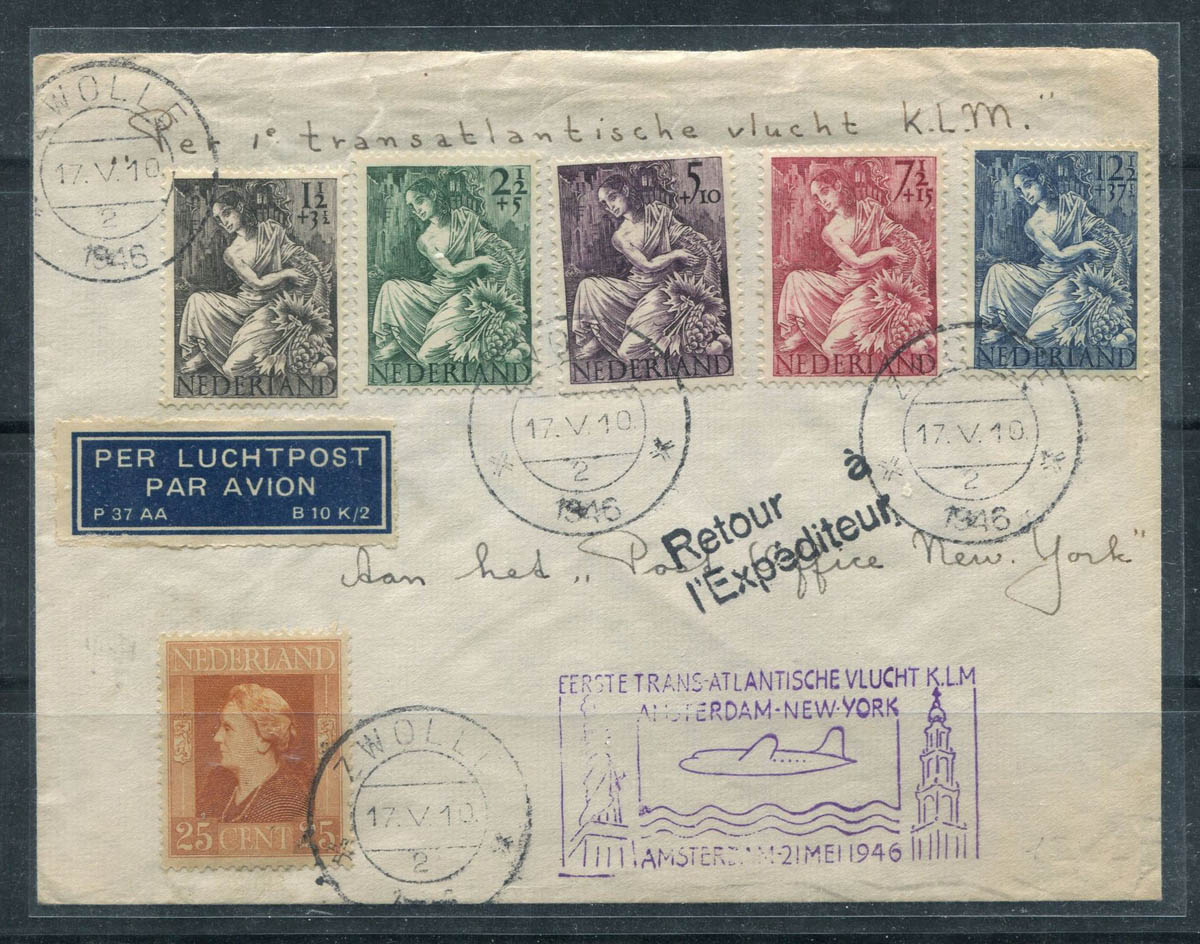 „Per 1e transatlantische vlucht K.L.M."
ZWOLLE
17.V.10
2
1946
1½
+3½
NEDERLAND
2½
+5
NEDERLAND
5
+10
NEDERLAND
7½
+15
NEDERLAND
12½
+37½
NEDERLAND
17.V.10.
2
1946
17.V.10.
2
1946
PER LUCHTPOST
PAR AVION
P 37 AA B 10 K/2
Retour à
l'Expéditeur
Aan het „Post Office New York"
NEDERLAND
25 CENT 25
ZWOLL
17.V.10.
2
EERSTE TRANS-ATLANTISCHE VLUCHT K.L.M
AMSTERDAM-NEW-YORK
AMSTERDAM-21 MEI 1946